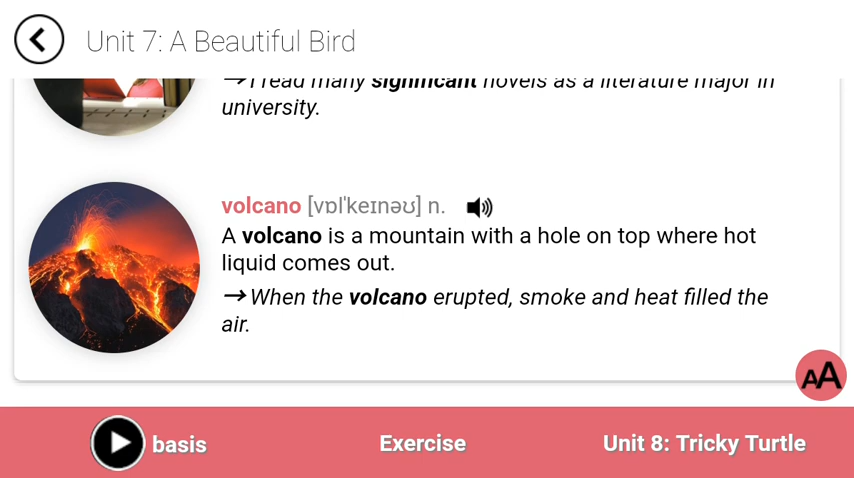 Unit 7: A Beautiful Bird
→ I read many significant novels as a literature major in
university.
volcano [vɒlˈkeɪnəʊ] n.
A volcano is a mountain with a hole on top where hot
liquid comes out.
→ When the volcano erupted, smoke and heat filled the
air.
AA
basis
Exercise
Unit 8: Tricky Turtle